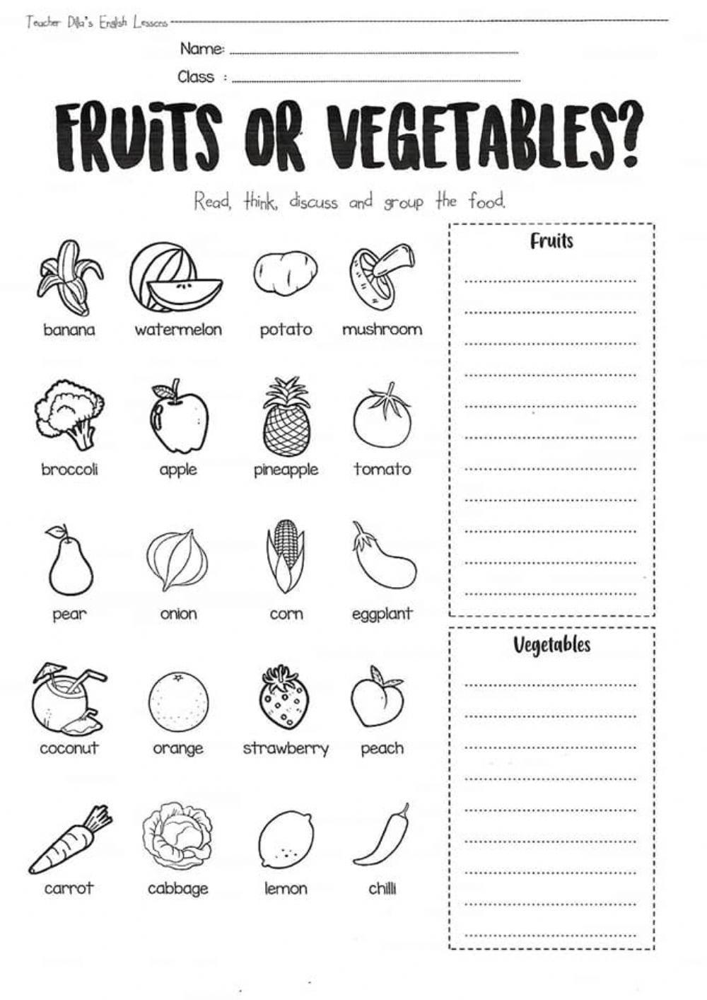 Teacher Dilla's English Lessons
Name:
Class :
FRUiTS OR VEGETABLES?
Read, think, discuss and group the food.
banana watermelon potato mushroom
broccoli apple pineapple tomato
pear onion corn eggplant
coconut orange strawberry peach
carrot cabbage lemon chilli
Fruits
Vegetables